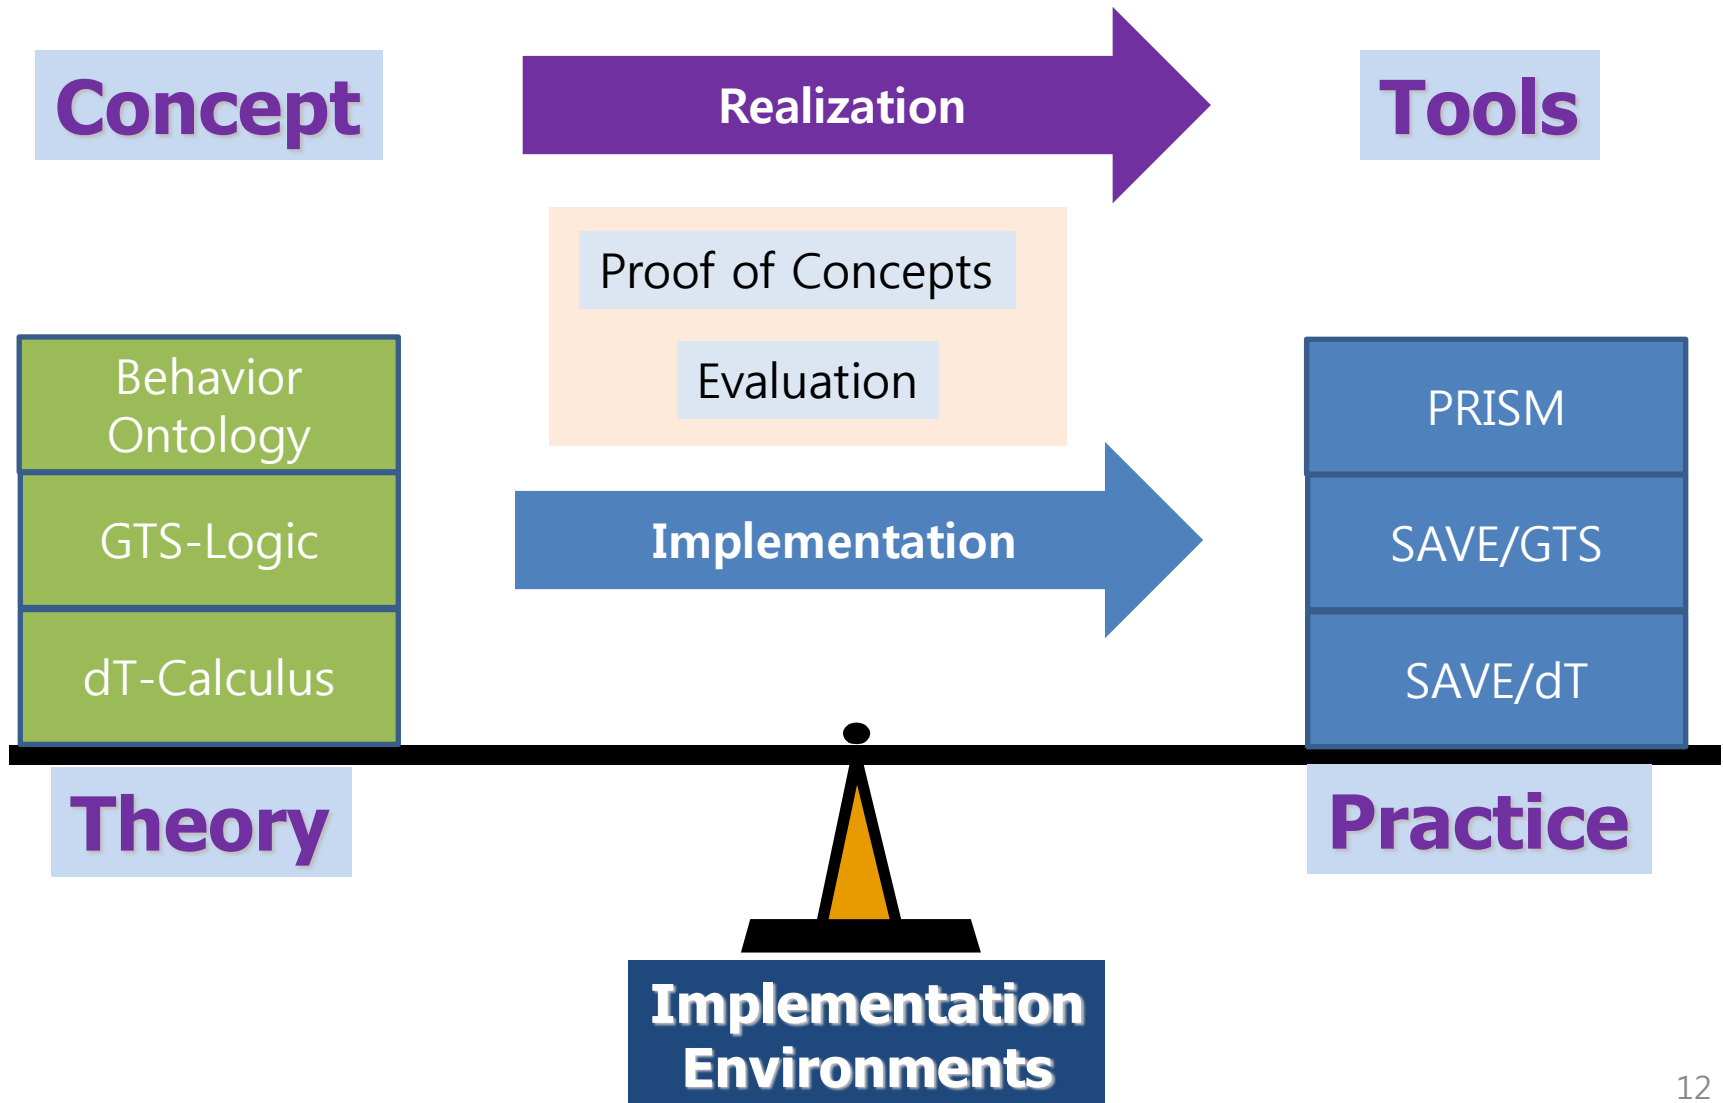 Concept
Realization
Tools
Proof of Concepts
Evaluation
Behavior
Ontology
GTS-Logic
dT-Calculus
Implementation
PRISM
SAVE/GTS
SAVE/dT
Theory
Practice
Implementation
Environments
12